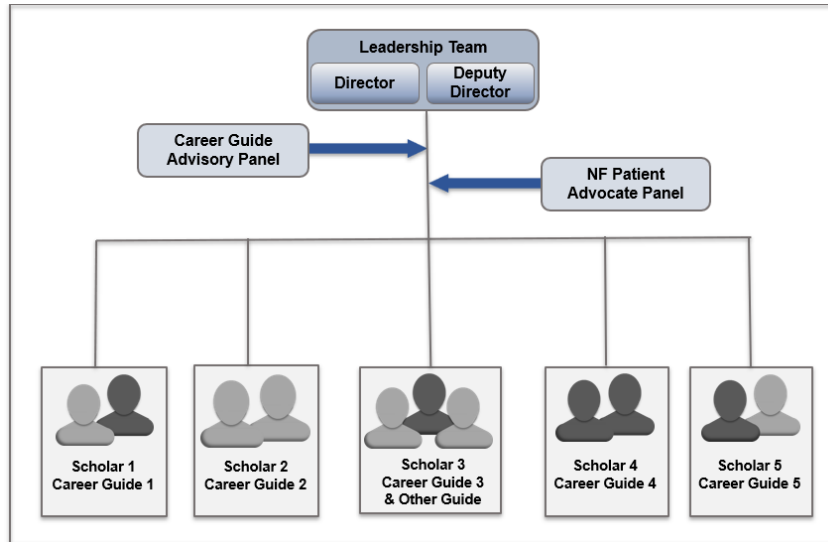 Leadership Team
Director
Deputy
Director
Career Guide
Advisory Panel
NF Patient
Advocate Panel
Scholar 1
Career Guide 1
Scholar 2
Career Guide 2
Scholar 3
Career Guide 3
& Other Guide
Scholar 4
Career Guide 4
Scholar 5
Career Guide 5